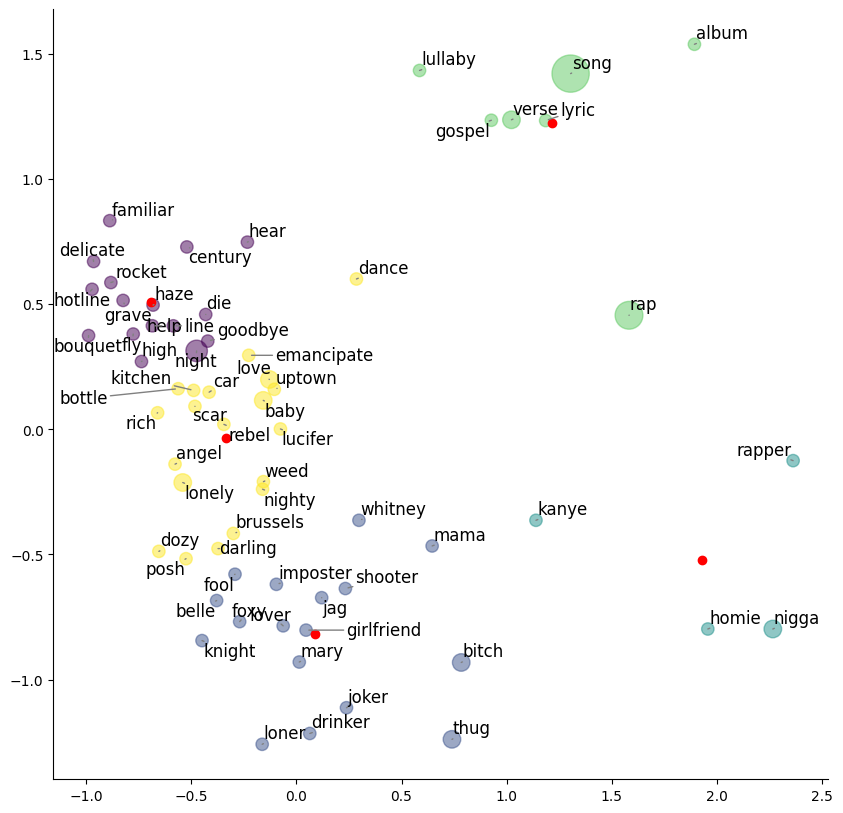 album
lullaby
song
verse
lyric
gospel
1.5
1.0
0.5
0.0
−0.5
−1.0
familiar
hear
delicate
century
dance
rocket
haze
hotline
die
rap
grave
help
line
goodbye
bouquet
fly
high
night
emancipate
love
uptown
kitchen
car
bottle
baby
scar
rich
rebel
lucifer
angel
rapper
weed
lonely
nighty
whitney
kanye
brussels
mama
dozy
darling
posh
imposter
shooter
fool
belle
foxy
lover
jag
girlfriend
homie
nigga
knight
mary
bitch
joker
drinker
loner
thug
−1.0
−0.5
0.0
0.5
1.0
1.5
2.0
2.5